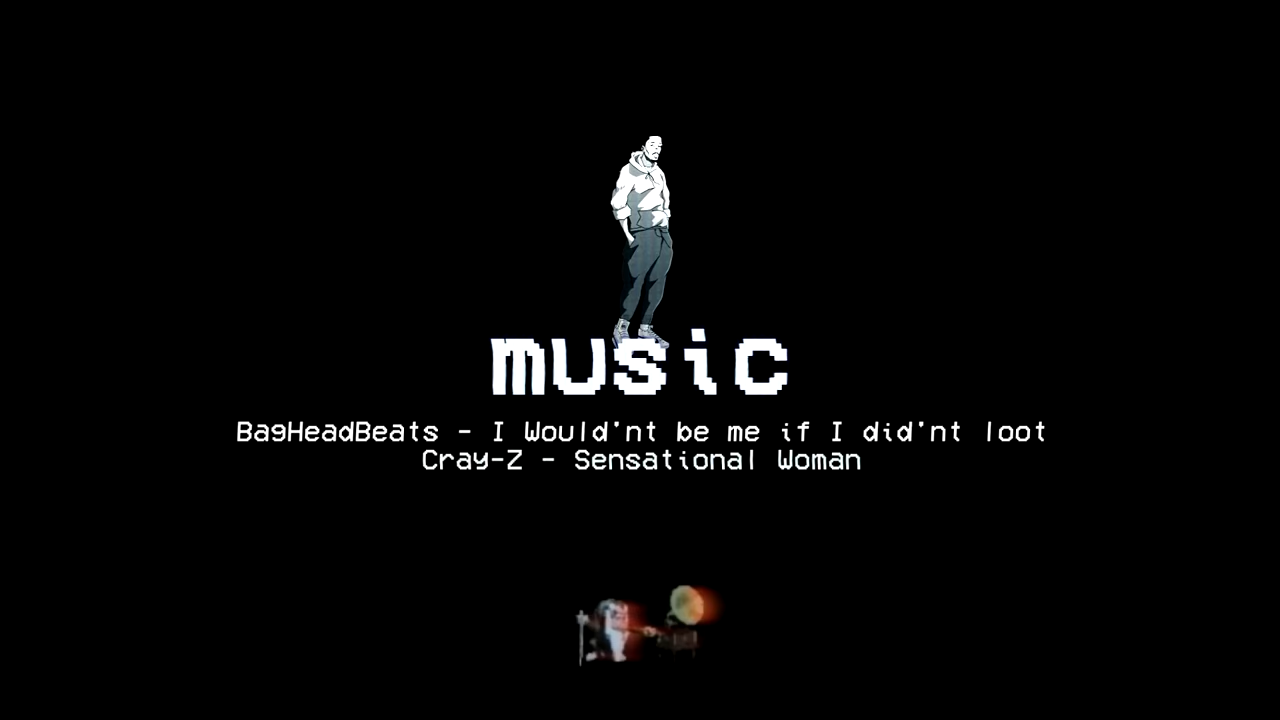 music
BagHeadBeats - I Would'nt be me if I did'nt loot
Cray-Z - Sensational Woman